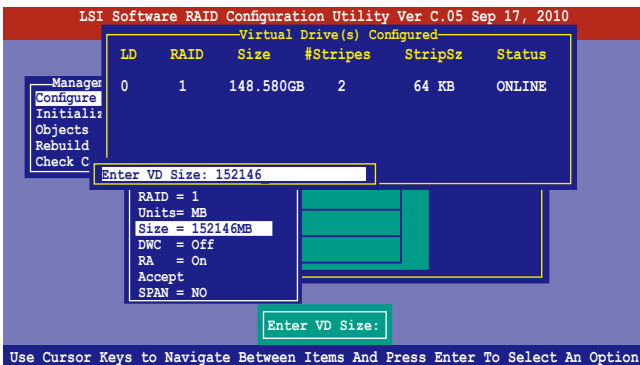 LSI Software RAID Configuration Utility Ver C.05 Sep 17, 2010
Virtual Drive(s) Configured
LD RAID Size #Stripes StripSz Status
0 1 148.580GB 2 64 KB ONLINE
Managem
Configure
Initializ
Objects
Rebuild
Check C
Enter VD Size: 152146_
RAID = 1
Units= MB
Size = 152146MB
DWC = Off
RA = On
Accept
SPAN = NO
Enter VD Size:
Use Cursor Keys to Navigate Between Items And Press Enter To Select An Option